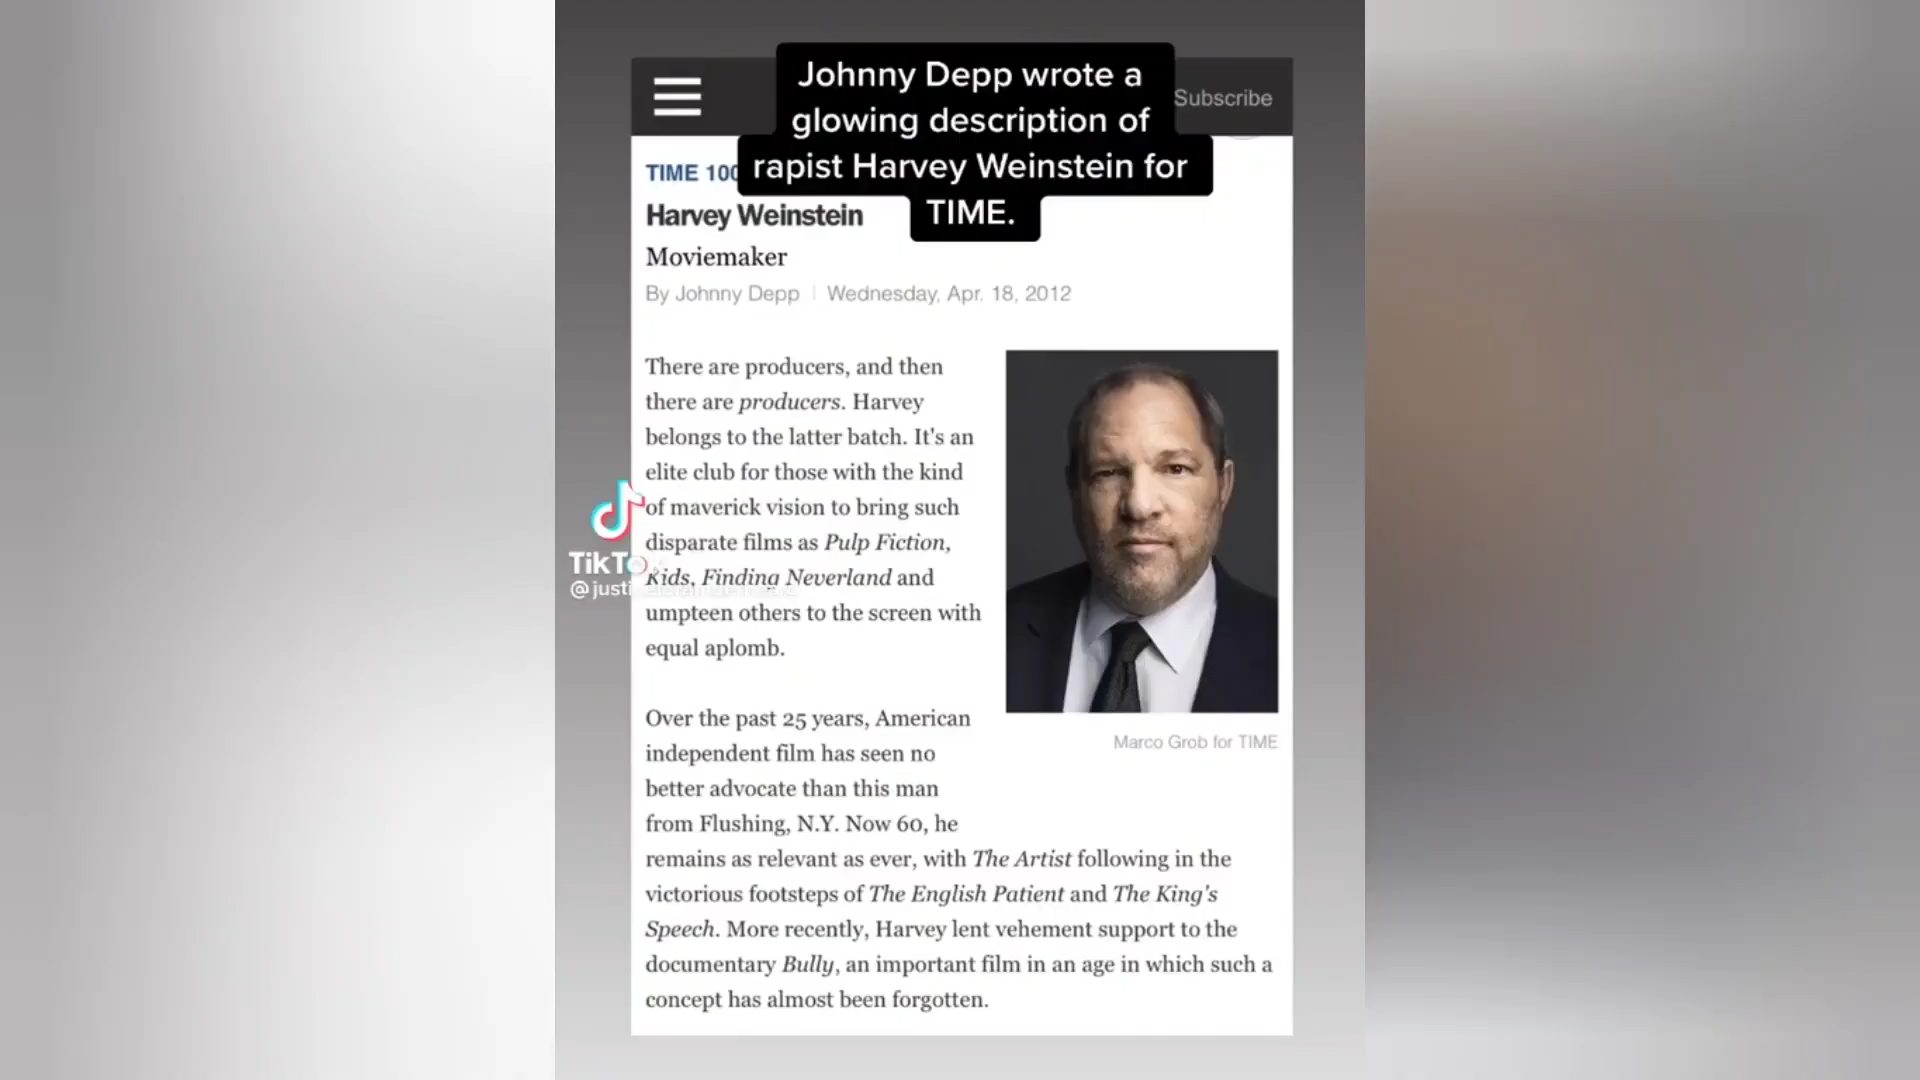 Johnny Depp wrote a
glowing description of
rapist Harvey Weinstein for
TIME.
Subscribe
TIME 100
Harvey Weinstein
Moviemaker
By Johnny Depp | Wednesday, Apr. 18, 2012
There are producers, and then
there are producers. Harvey
belongs to the latter batch. It's an
elite club for those with the kind
of maverick vision to bring such
disparate films as Pulp Fiction,
Kids, Finding Neverland and
umpteen others to the screen with
equal aplomb.
Marco Grob for TIME
Over the past 25 years, American
independent film has seen no
better advocate than this man
from Flushing, N.Y. Now 60, he
remains as relevant as ever, with The Artist following in the
victorious footsteps of The English Patient and The King's
Speech. More recently, Harvey lent vehement support to the
documentary Bully, an important film in an age in which such a
concept has almost been forgotten.
TikTok